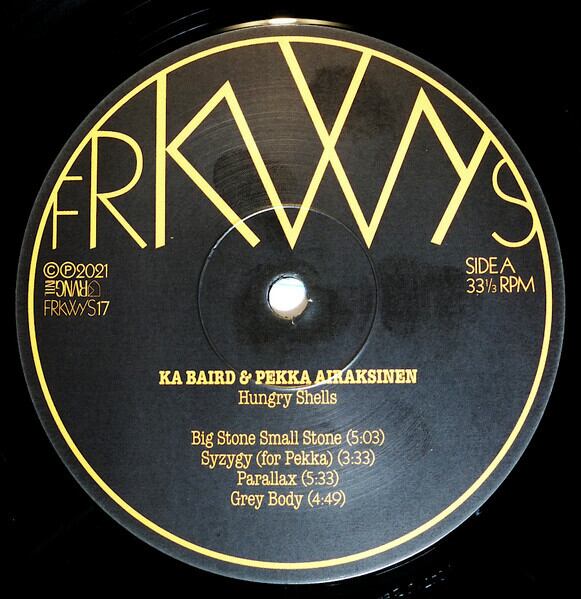 FRKWYS
©℗2021
RVNG
INTL
FRKWYS17
SIDE A
33⅓ RPM
KA BAIRD & PEKKA AIRAKSINEN
Hungry Shells
Big Stone Small Stone (5:03)
Syzygy (for Pekka) (3:33)
Parallax (5:33)
Grey Body (4:49)